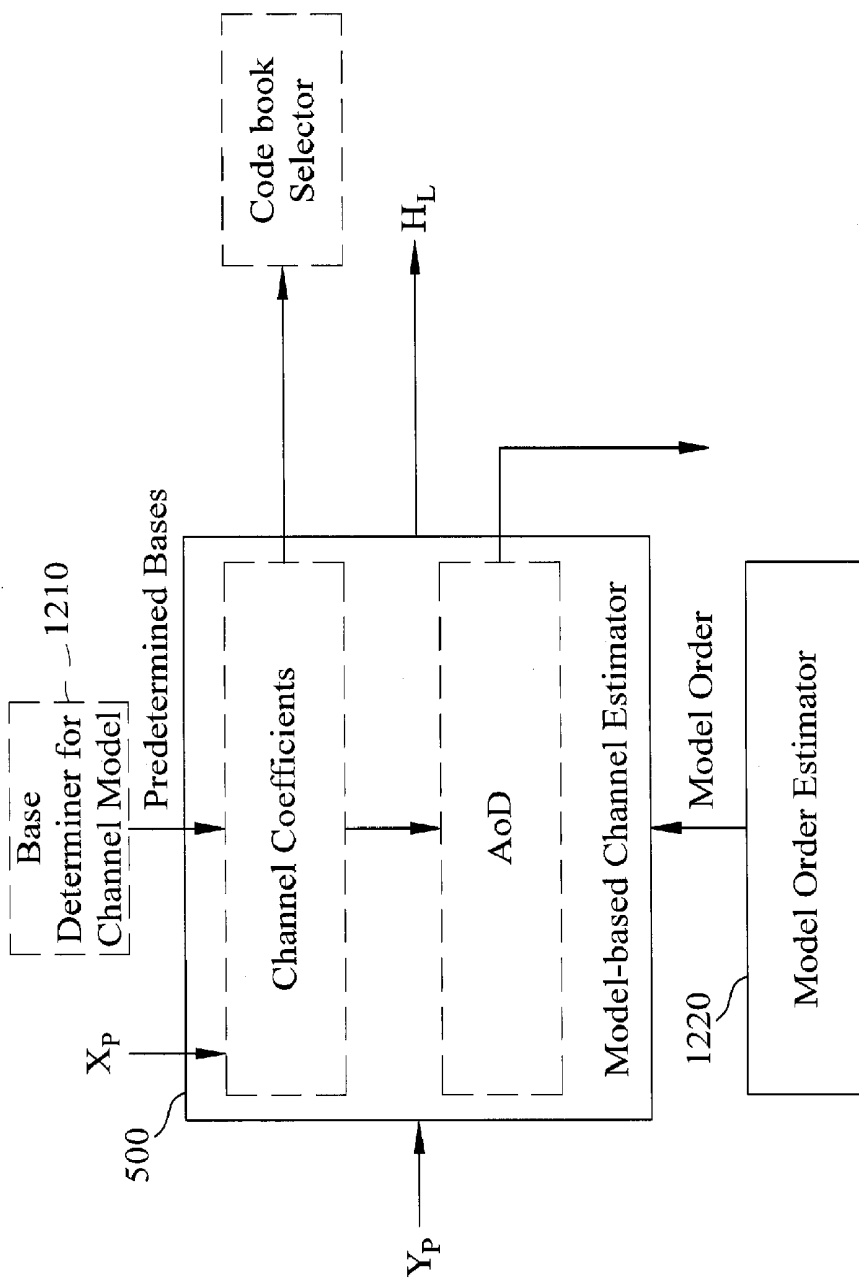 Base
Determiner for
Channel Model
1210
Predetermined Bases
X_P
500
Channel Coefficients
Code book
Selector
Y_P
H_L
AoD
Model-based Channel Estimator
Model Order
1220
Model Order Estimator